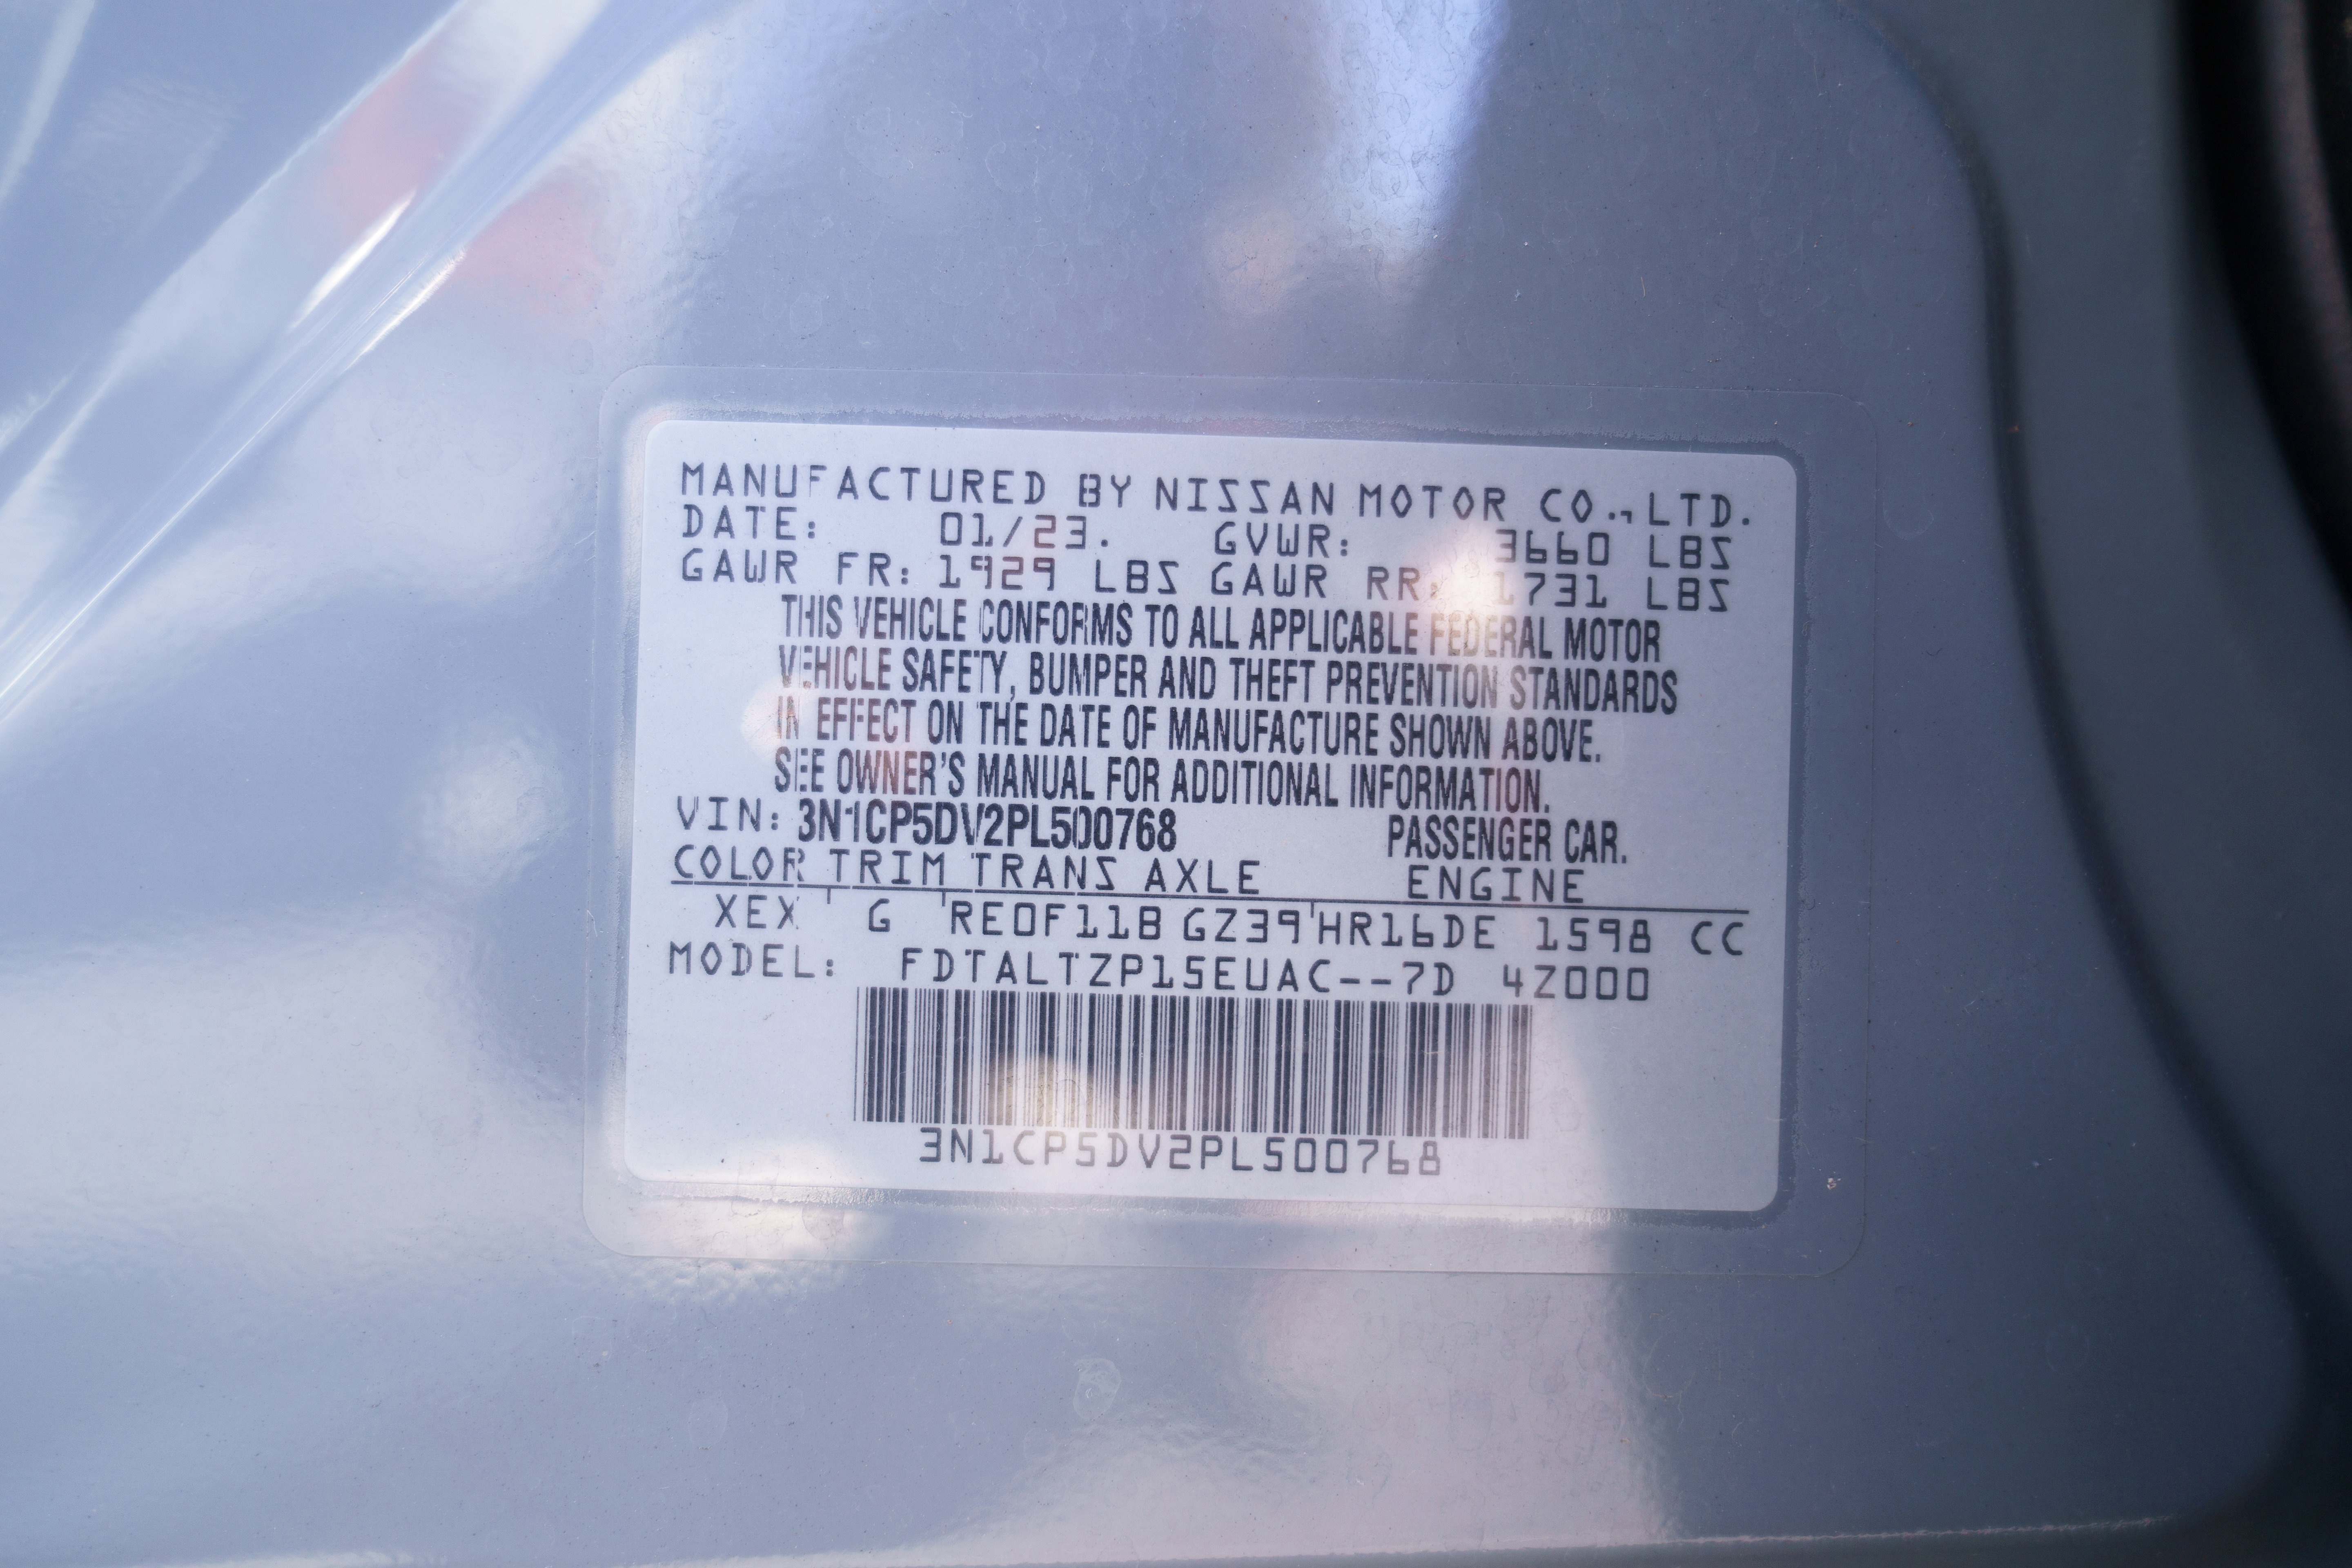 MANUFACTURED BY NISSAN MOTOR CO.,LTD.
DATE: 01/23. GVWR: 3660 LBS
GAWR FR: 1929 LBS GAWR RR: 1731 LBS
THIS VEHICLE CONFORMS TO ALL APPLICABLE FEDERAL MOTOR
VEHICLE SAFETY, BUMPER AND THEFT PREVENTION STANDARDS
IN EFFECT ON THE DATE OF MANUFACTURE SHOWN ABOVE.
SEE OWNER'S MANUAL FOR ADDITIONAL INFORMATION.
VIN: 3N1CP5DV2PL500768 PASSENGER CAR.
COLOR TRIM TRANS AXLE ENGINE
XEX G RE0F11B GZ39 HR16DE 1598 CC
MODEL: FDTALTZP15EUAC--7D 4Z000
3N1CP5DV2PL500768